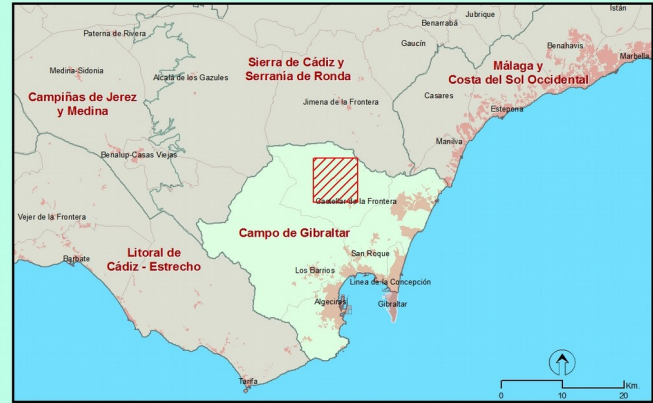 Istán
Jubrique
Benarrabá
Paterna de Rivera
Gaucín
Benahavis
Marbella
Sierra de Cádiz y
Serranía de Ronda
Málaga y
Costa del Sol Occidental
Medina-Sidonia
Alcalá de los Gazules
Campiñas de Jerez
y Medina
Casares
Jimena de la Frontera
Estepona
Manilva
Benalup-Casas Viejas
Castellar de la Frontera
Vejer de la Frontera
Campo de Gibraltar
Litoral de
Cádiz - Estrecho
Barbate
San Roque
Los Barrios
Linea de la Concepción
Algeciras
Gibraltar
Tarifa
Km.
0 10 20